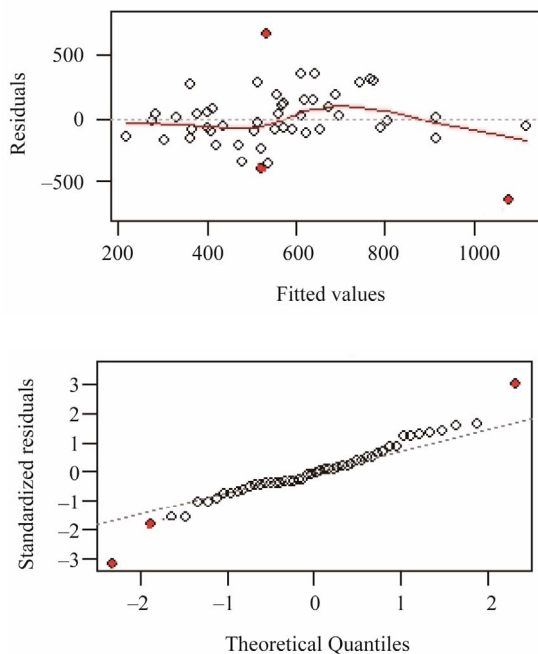 Residuals
500
0
–500
200 400 600 800 1000
Fitted values
Standardized residuals
3
2
1
0
–1
–2
–3
–2 –1 0 1 2
Theoretical Quantiles